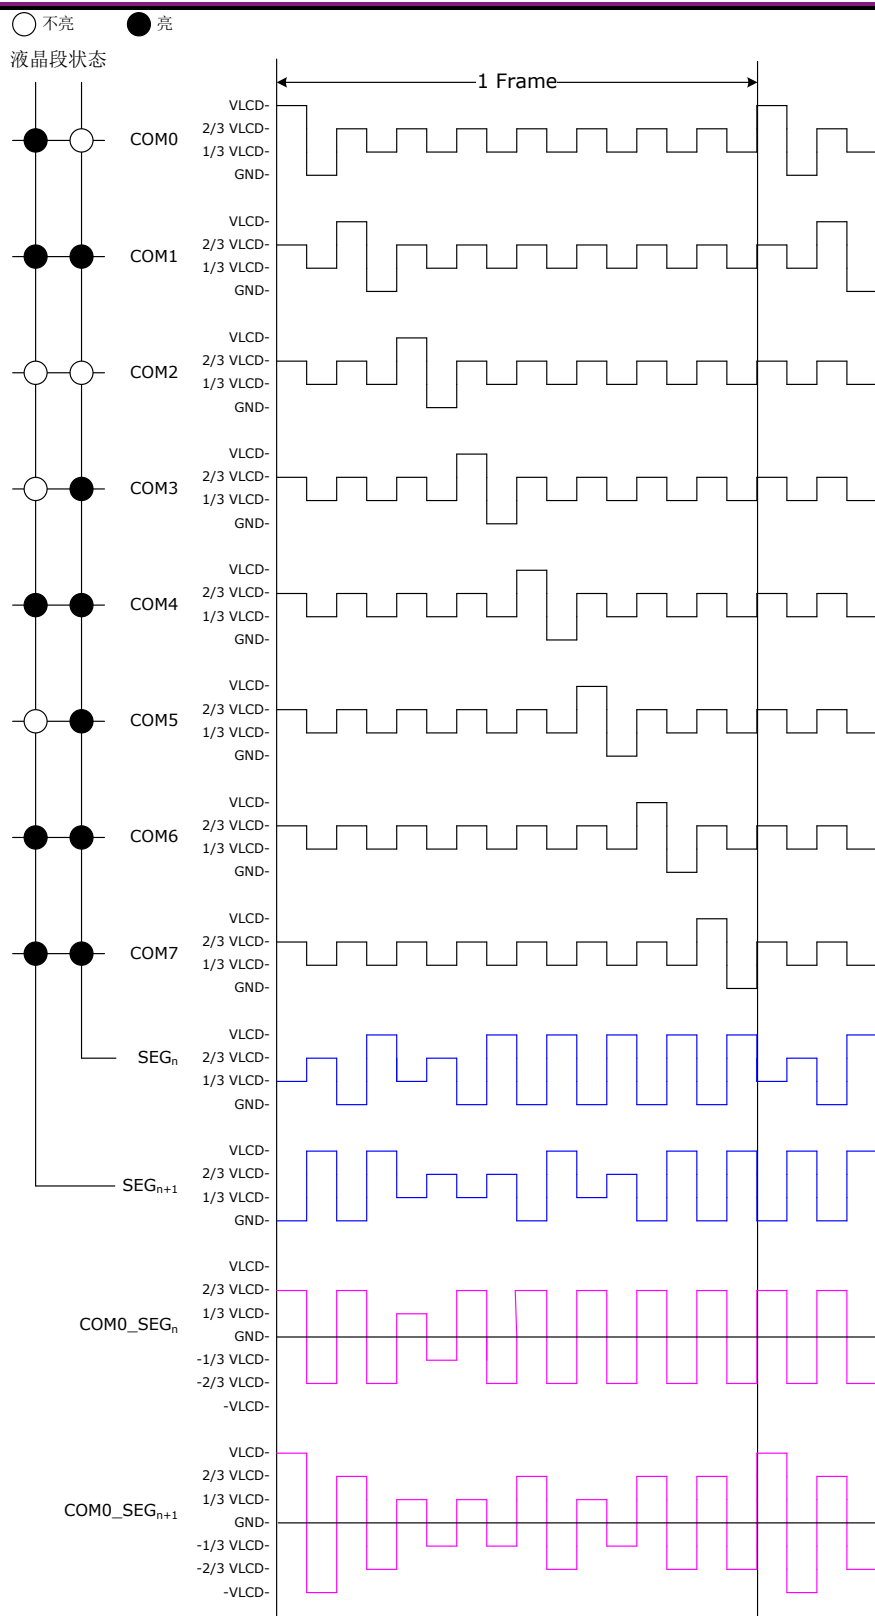 不亮 亮
液晶段状态
1 Frame
VLCD-
2/3 VLCD-
COM0
1/3 VLCD-
GND-
VLCD-
2/3 VLCD-
COM1
1/3 VLCD-
GND-
VLCD-
2/3 VLCD-
COM2
1/3 VLCD-
GND-
VLCD-
2/3 VLCD-
COM3
1/3 VLCD-
GND-
VLCD-
2/3 VLCD-
COM4
1/3 VLCD-
GND-
VLCD-
2/3 VLCD-
COM5
1/3 VLCD-
GND-
VLCD-
2/3 VLCD-
COM6
1/3 VLCD-
GND-
VLCD-
2/3 VLCD-
COM7
1/3 VLCD-
GND-
VLCD-
SEGn 2/3 VLCD-
1/3 VLCD-
GND-
VLCD-
2/3 VLCD-
SEGn+1
1/3 VLCD-
GND-
VLCD-
2/3 VLCD-
1/3 VLCD-
COM0_SEGn
GND-
-1/3 VLCD-
-2/3 VLCD-
-VLCD-
VLCD-
2/3 VLCD-
1/3 VLCD-
COM0_SEGn+1
GND-
-1/3 VLCD-
-2/3 VLCD-
-VLCD-